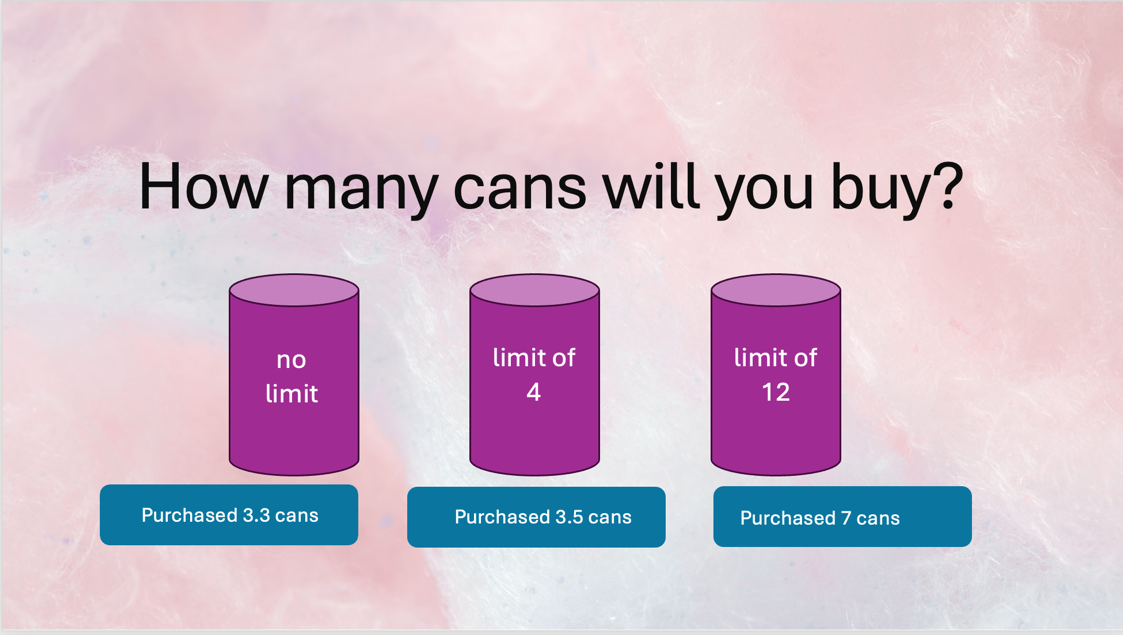 How many cans will you buy?
no
limit
limit of
4
limit of
12
Purchased 3.3 cans
Purchased 3.5 cans
Purchased 7 cans